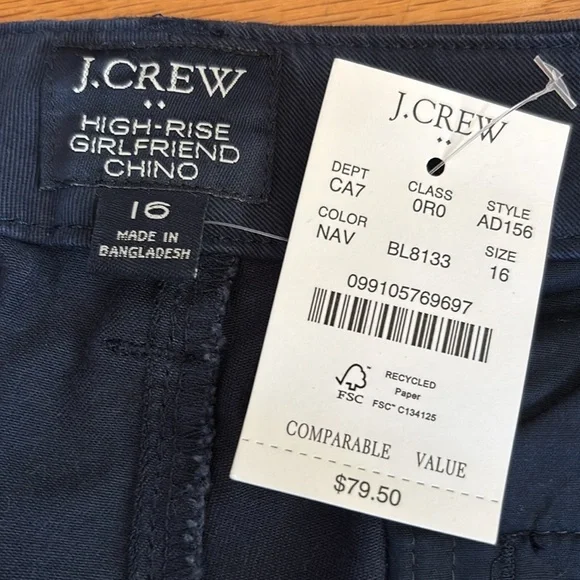 J.CREW
HIGH-RISE
GIRLFRIEND
CHINO
16
MADE IN
BANGLADESH
J.CREW
DEPT CLASS STYLE
CA7 0R0 AD156
COLOR SIZE
NAV BL8133 16
099105769697
FSC
RECYCLED
Paper
FSC™ C134125
COMPARABLE VALUE
$79.50